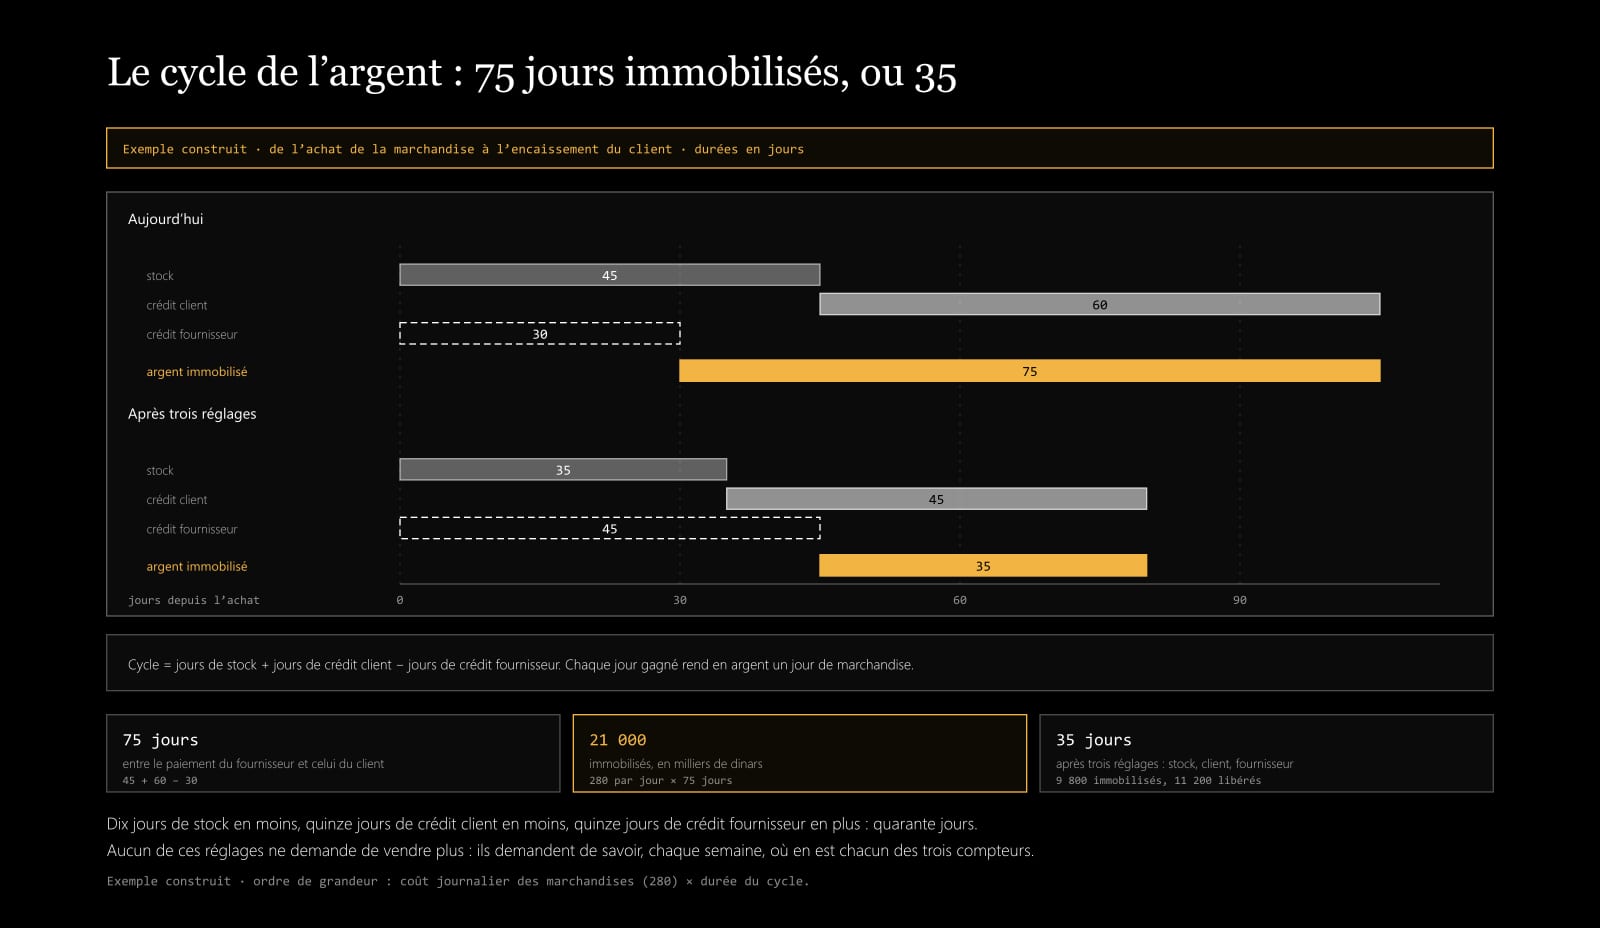 Le cycle de l’argent : 75 jours immobilisés, ou 35
Exemple construit · de l’achat de la marchandise à l’encaissement du client · durées en jours
Aujourd’hui
stock
45
crédit client
60
crédit fournisseur
30
argent immobilisé
75
Après trois réglages
stock
35
crédit client
45
crédit fournisseur
45
argent immobilisé
35
jours depuis l’achat
0
30
60
90
Cycle = jours de stock + jours de crédit client − jours de crédit fournisseur. Chaque jour gagné rend en argent un jour de marchandise.
75 jours
entre le paiement du fournisseur et celui du client
45 + 60 − 30
21 000
immobilisés, en milliers de dinars
280 par jour × 75 jours
35 jours
après trois réglages : stock, client, fournisseur
9 800 immobilisés, 11 200 libérés
Dix jours de stock en moins, quinze jours de crédit client en moins, quinze jours de crédit fournisseur en plus : quarante jours.
Aucun de ces réglages ne demande de vendre plus : ils demandent de savoir, chaque semaine, où en est chacun des trois compteurs.
Exemple construit · ordre de grandeur : coût journalier des marchandises (280) × durée du cycle.